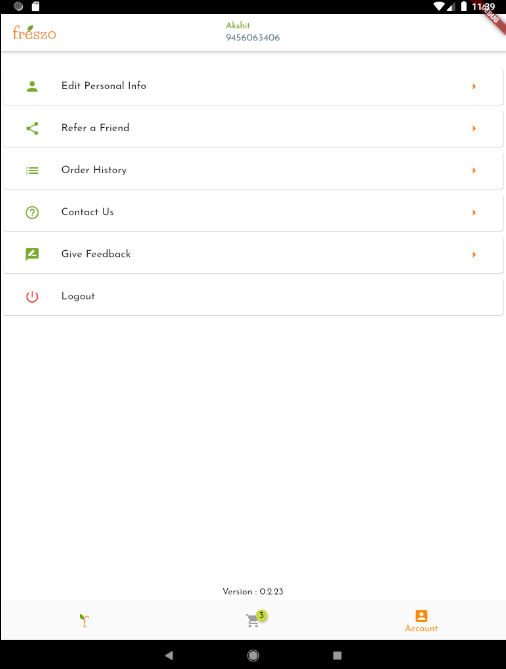 11:39
DEBUG
freszo
Akshit
9456063406
Edit Personal Info
Refer a Friend
Order History
Contact Us
Give Feedback
Logout
Version : 0.2.23
f
3
Account